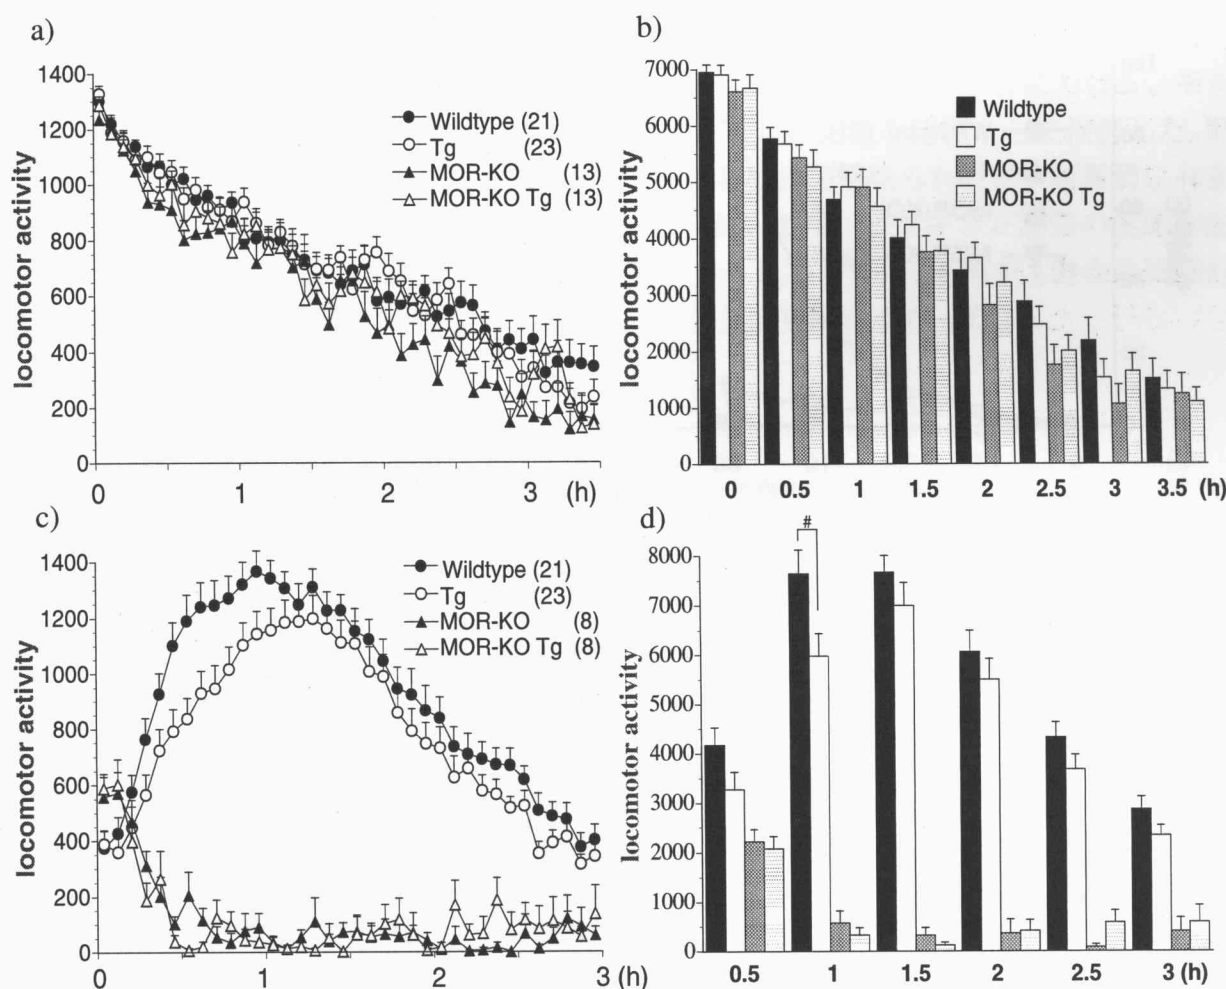 a)
1400
1200
1000
800
600
400
200
0
locomotor activity
Wildtype (21)
Tg (23)
MOR-KO (13)
MOR-KO Tg (13)
0 1 2 3 (h)
b)
7000
6000
5000
4000
3000
2000
1000
0
locomotor activity
Wildtype
Tg
MOR-KO
MOR-KO Tg
0 0.5 1 1.5 2 2.5 3 3.5 (h)
c)
1400
1200
1000
800
600
400
200
0
locomotor activity
Wildtype (21)
Tg (23)
MOR-KO (8)
MOR-KO Tg (8)
0 1 2 3 (h)
d)
#
8000
7000
6000
5000
4000
3000
2000
1000
0
locomotor activity
0.5 1 1.5 2 2.5 3 (h)